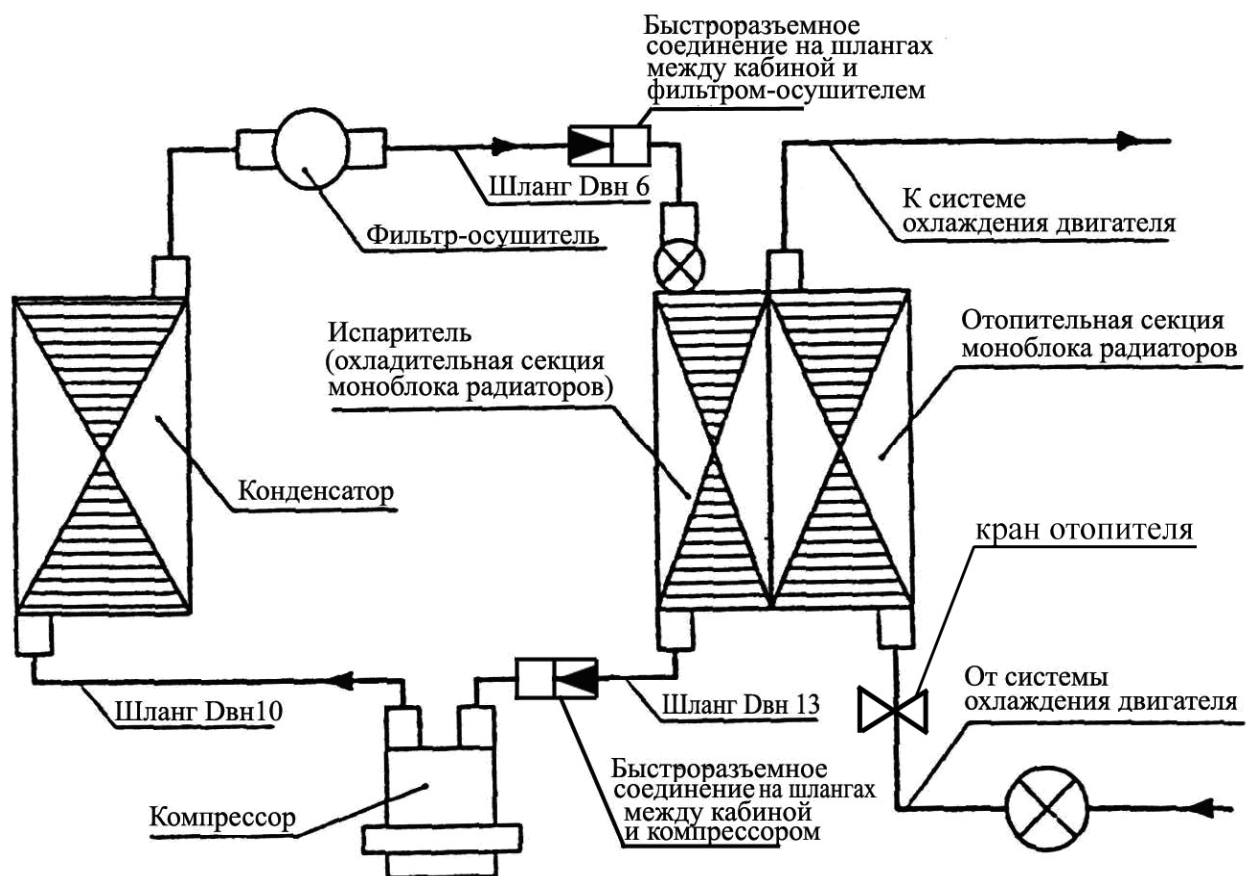 Быстроразъемное
соединение на шлангах
между кабиной и
фильтром-осушителем
Шланг Dвн 6
Фильтр-осушитель
К системе
охлаждения двигателя
Испаритель
(охладительная секция
моноблока радиаторов)
Отопительная секция
моноблока радиаторов
Конденсатор
кран отопителя
Шланг Dвн10
Шланг Dвн 13
От системы
охлаждения двигателя
Компрессор
Быстроразъемное
соединение на шлангах
между кабиной
и компрессором